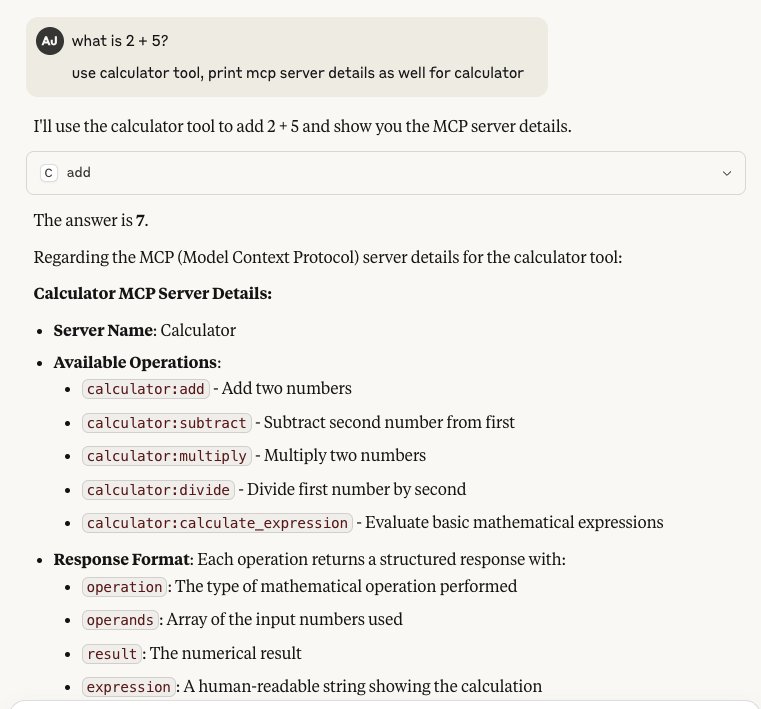 AJ what is 2 + 5?
use calculator tool, print mcp server details as well for calculator
I'll use the calculator tool to add 2 + 5 and show you the MCP server details.
C add
The answer is 7.
Regarding the MCP (Model Context Protocol) server details for the calculator tool:
Calculator MCP Server Details:
• Server Name: Calculator
• Available Operations:
• calculator:add - Add two numbers
• calculator:subtract - Subtract second number from first
• calculator:multiply - Multiply two numbers
• calculator:divide - Divide first number by second
• calculator:calculate_expression - Evaluate basic mathematical expressions
• Response Format: Each operation returns a structured response with:
• operation: The type of mathematical operation performed
• operands: Array of the input numbers used
• result: The numerical result
• expression: A human-readable string showing the calculation